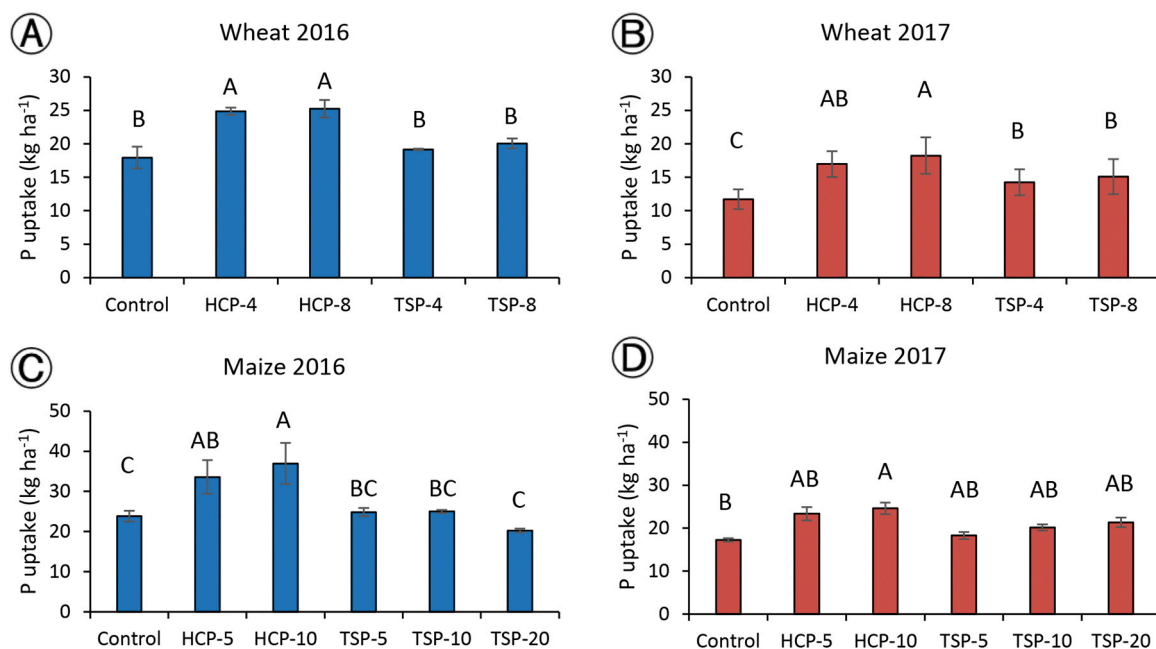 A
Wheat 2016
P uptake (kg ha⁻¹)
30
25
20
15
10
5
0
B
A
A
B
B
Control HCP-4 HCP-8 TSP-4 TSP-8
B
Wheat 2017
P uptake (kg ha⁻¹)
30
25
20
15
10
5
0
C
AB
A
B
B
Control HCP-4 HCP-8 TSP-4 TSP-8
C
Maize 2016
P uptake (kg ha⁻¹)
50
40
30
20
10
0
C
AB
A
BC
BC
C
Control HCP-5 HCP-10 TSP-5 TSP-10 TSP-20
D
Maize 2017
P uptake (kg ha⁻¹)
50
40
30
20
10
0
B
AB
A
AB
AB
AB
Control HCP-5 HCP-10 TSP-5 TSP-10 TSP-20